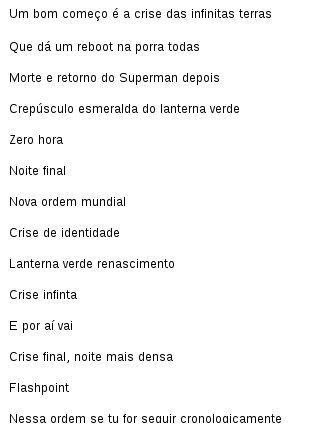 Um bom começo é a crise das infinitas terras
Que dá um reboot na porra todas
Morte e retorno do Superman depois
Crepúsculo esmeralda do lanterna verde
Zero hora
Noite final
Nova ordem mundial
Crise de identidade
Lanterna verde renascimento
Crise infinta
E por aí vai
Crise final, noite mais densa
Flashpoint
Nessa ordem se tu for seguir cronologicamente